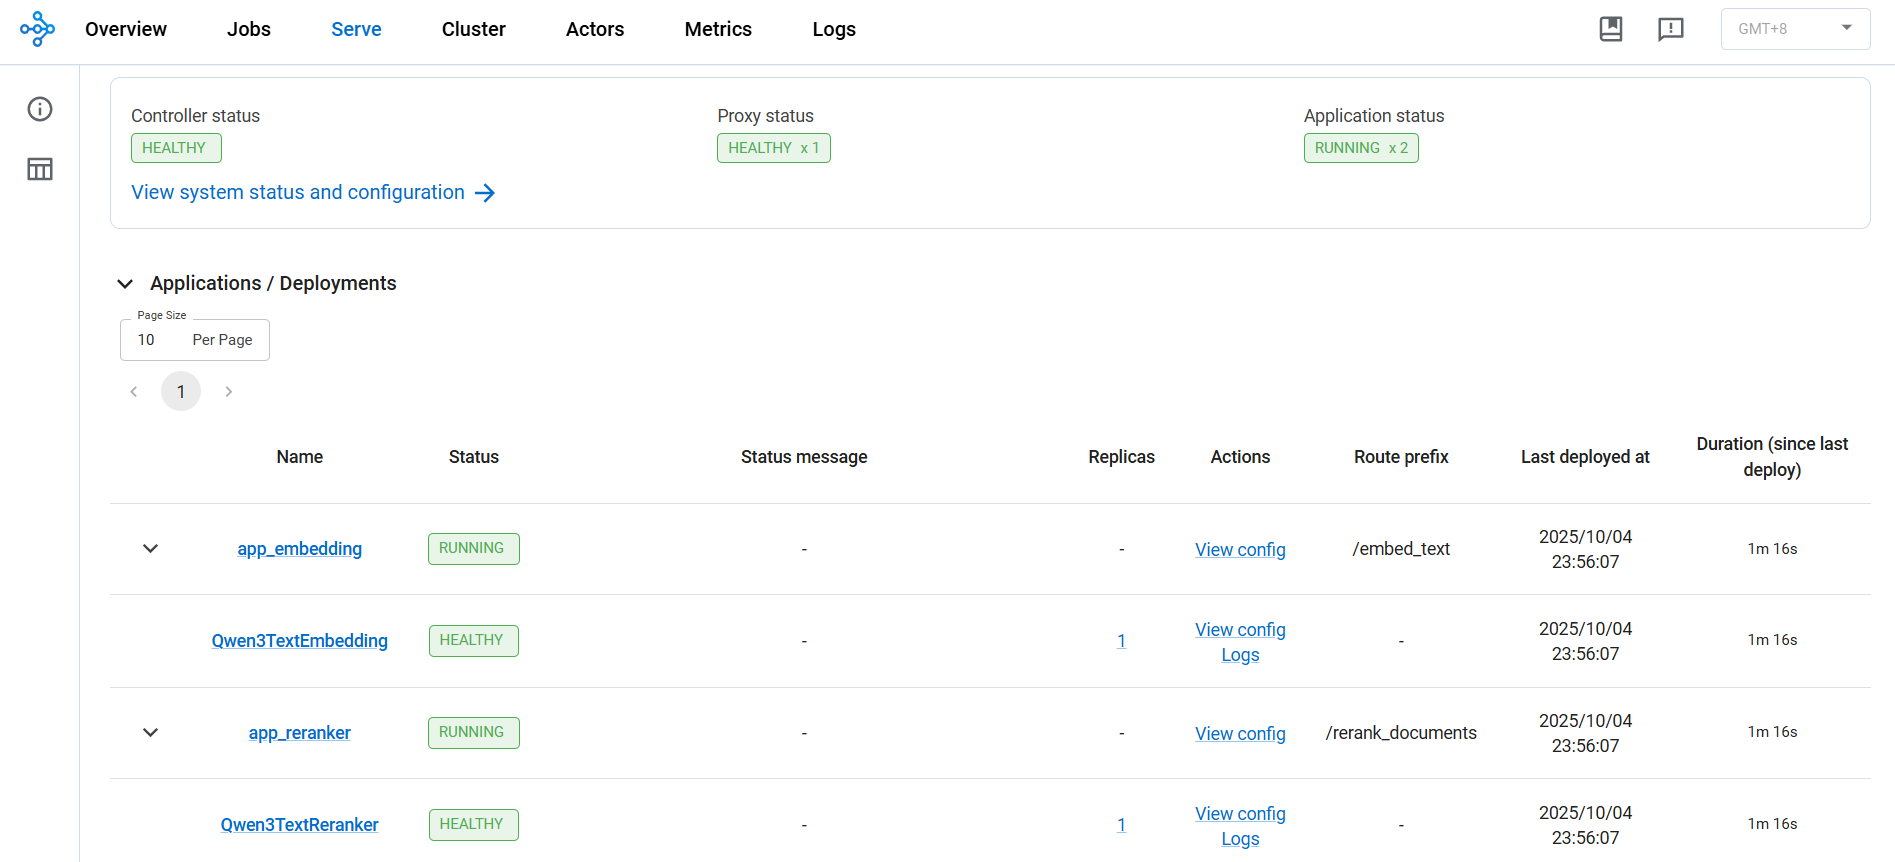 Overview Jobs Serve Cluster Actors Metrics Logs GMT+8
Controller status Proxy status Application status
HEALTHY HEALTHY x 1 RUNNING x 2
View system status and configuration
Applications / Deployments
Page Size
10 Per Page
1
Name Status Status message Replicas Actions Route prefix Last deployed at Duration (since last
deploy)
app_embedding RUNNING - - View config /embed_text 2025/10/04
23:56:07 1m 16s
Qwen3TextEmbedding HEALTHY - 1 View config
Logs - 2025/10/04
23:56:07 1m 16s
app_reranker RUNNING - - View config /rerank_documents 2025/10/04
23:56:07 1m 16s
Qwen3TextReranker HEALTHY - 1 View config
Logs - 2025/10/04
23:56:07 1m 16s